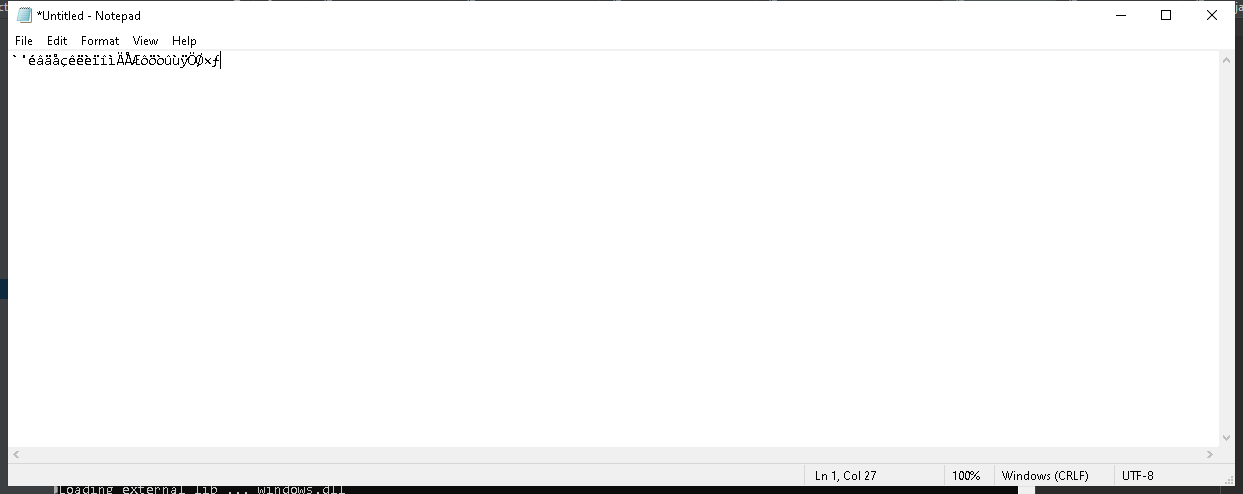 *Untitled - Notepad
File Edit Format View Help
`'éâäåçêëèïîìÄÅÆôöòûùÿÖØ×ƒ
Ln 1, Col 27 100% Windows (CRLF) UTF-8
Loading external lib ... windows.dll